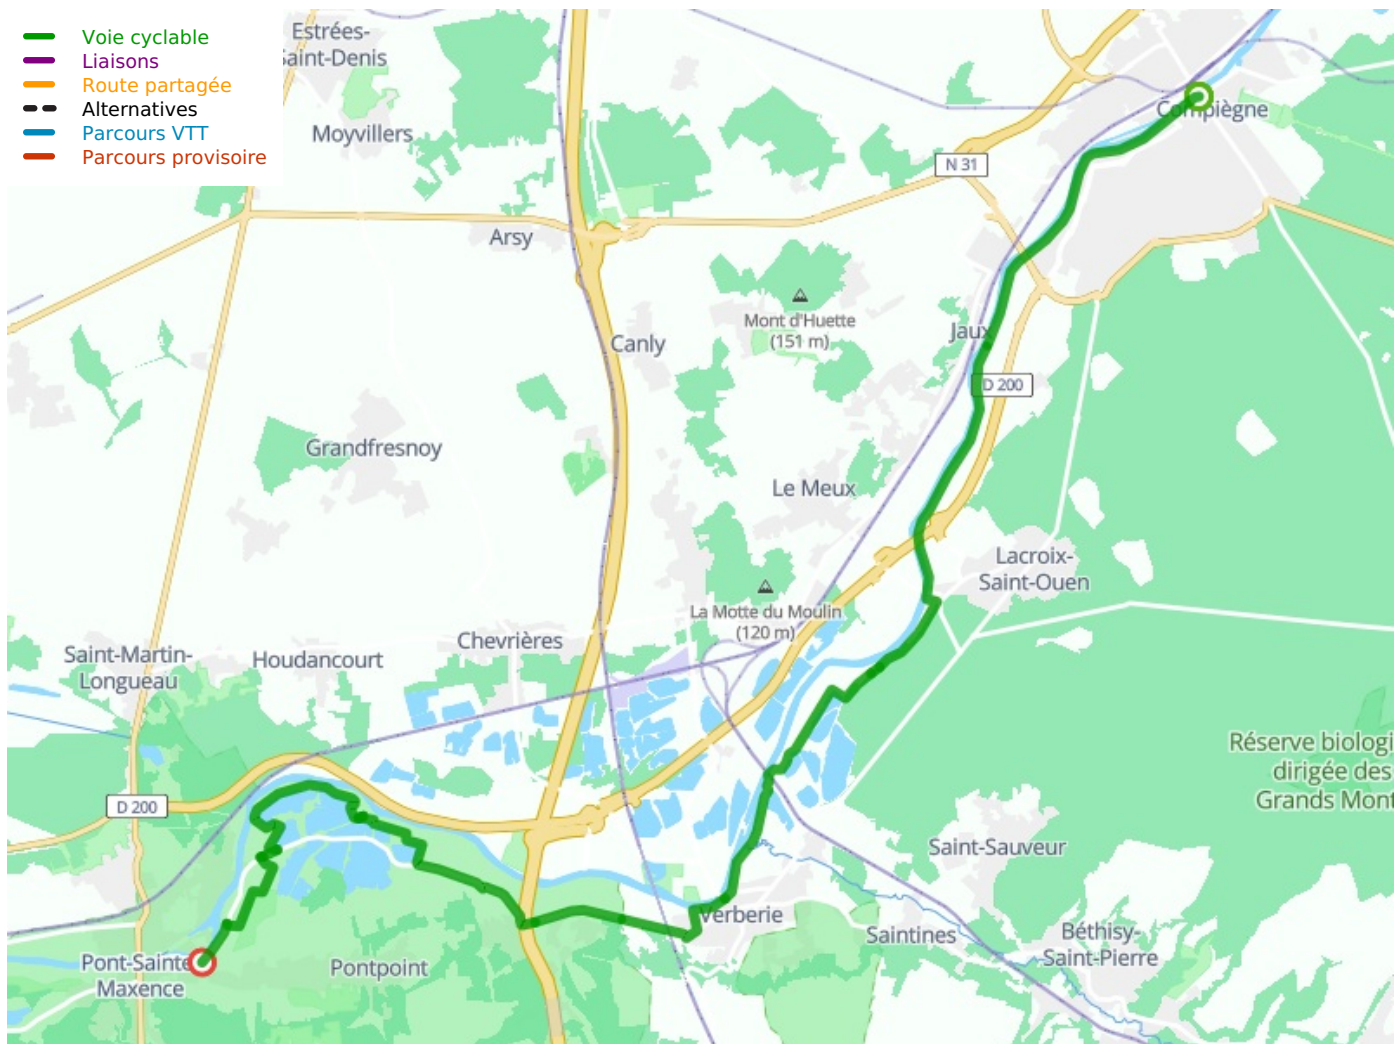 Voie cyclable
Liaisons
Route partagée
Alternatives
Parcours VTT
Parcours provisoire
Estrées-
Saint-Denis
Moyvillers
Compiègne
N 31
Arsy
Mont d'Huette
(151 m)
Canly
Jaux
D 200
Grandfresnoy
Le Meux
Lacroix-
Saint-Ouen
La Motte du Moulin
(120 m)
Chevrières
Saint-Martin-
Longueau
Houdancourt
Réserve biologi
dirigée des
Grands Mont
D 200
Saint-Sauveur
Verberie
Saintines
Béthisy-
Saint-Pierre
Pont-Sainte
Maxence
Pontpoint